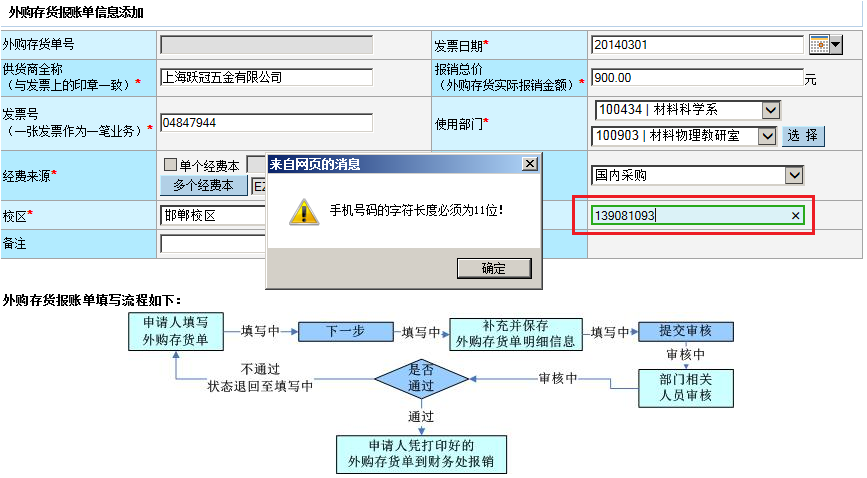 外购存货报账单信息添加
外购存货单号
发票日期*
20140301
供货商全称
（与发票上的印章一致）*
上海跃冠五金有限公司
报销总价
（外购存货实际报销金额）*
900.00
元
发票号
（一张发票作为一笔业务）*
04847944
使用部门*
100434 | 材料科学系
100903 | 材料物理教研室
选 择
经费来源*
单个经费本
多个经费本
国内采购
校区*
邯郸校区
139081093
×
备注
来自网页的消息
手机号码的字符长度必须为11位!
确定
外购存货报账单填写流程如下：
申请人填写
外购存货单
填写中
下一步
填写中
补充并保存
外购存货单明细信息
填写中
提交审核
审核中
部门相关
人员审核
审核中
是否
通过
不通过
状态退回至填写中
通过
申请人凭打印好的
外购存货单到财务处报销